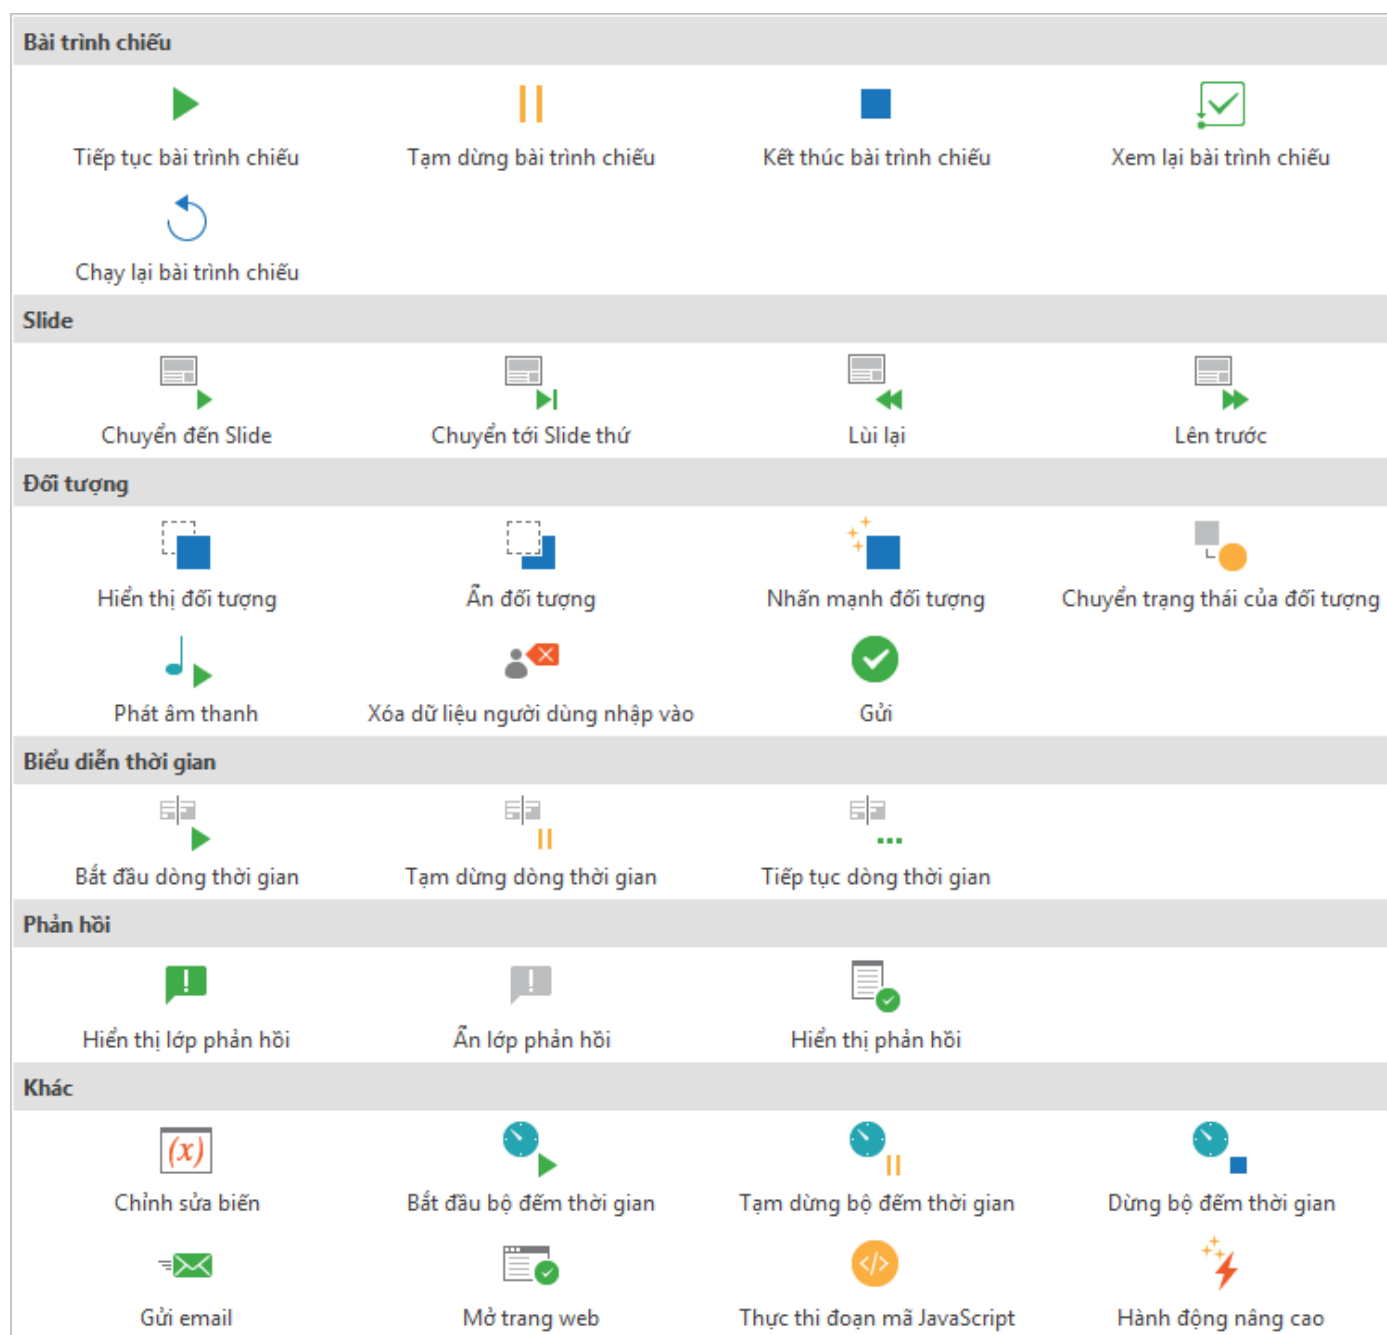 Bài trình chiếu
Tiếp tục bài trình chiếu
Tạm dừng bài trình chiếu
Kết thúc bài trình chiếu
Xem lại bài trình chiếu
Chạy lại bài trình chiếu
Slide
Chuyển đến Slide
Chuyển tới Slide thứ
Lùi lại
Lên trước
Đối tượng
Hiển thị đối tượng
Ẩn đối tượng
Nhấn mạnh đối tượng
Chuyển trạng thái của đối tượng
Phát âm thanh
Xóa dữ liệu người dùng nhập vào
Gửi
Biểu diễn thời gian
Bắt đầu dòng thời gian
Tạm dừng dòng thời gian
Tiếp tục dòng thời gian
Phản hồi
Hiển thị lớp phản hồi
Ẩn lớp phản hồi
Hiển thị phản hồi
Khác
(x)
Chỉnh sửa biến
Bắt đầu bộ đếm thời gian
Tạm dừng bộ đếm thời gian
Dừng bộ đếm thời gian
Gửi email
Mở trang web
Thực thi đoạn mã JavaScript
Hành động nâng cao